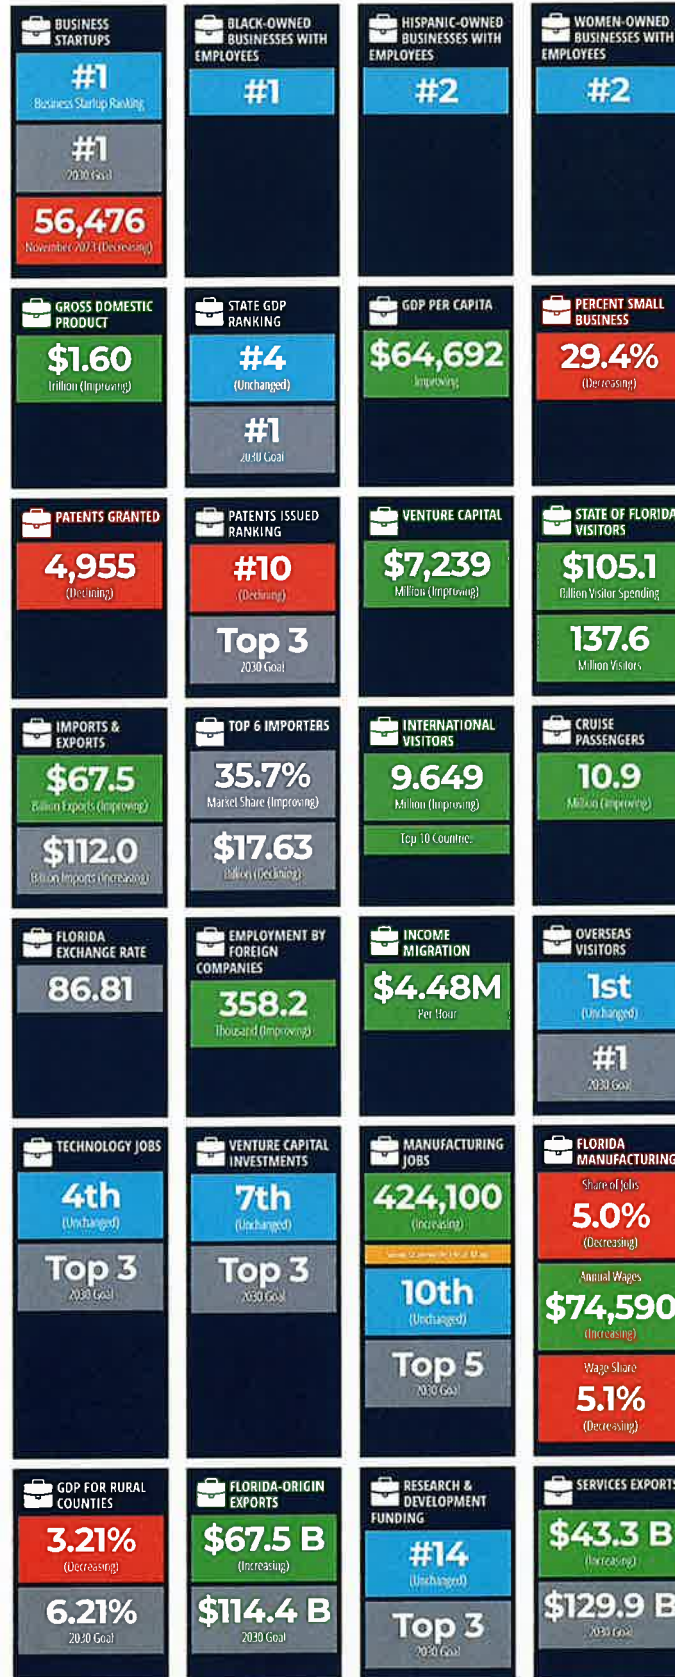 BUSINESS
STARTUPS
#1
Business Startup Ranking
#1
2030 Goal
56,476
November 2023 (Decreasing)
BLACK-OWNED
BUSINESSES WITH
EMPLOYEES
#1
HISPANIC-OWNED
BUSINESSES WITH
EMPLOYEES
#2
WOMEN-OWNED
BUSINESSES WITH
EMPLOYEES
#2
GROSS DOMESTIC
PRODUCT
$1.60
Trillion (Improving)
STATE GDP
RANKING
#4
(Unchanged)
#1
2030 Goal
GDP PER CAPITA
$64,692
Improving
PERCENT SMALL
BUSINESS
29.4%
(Decreasing)
PATENTS GRANTED
4,955
(Declining)
PATENTS ISSUED
RANKING
#10
(Declining)
Top 3
2030 Goal
VENTURE CAPITAL
$7,239
Million (Improving)
STATE OF FLORIDA
VISITORS
$105.1
Billion Visitor Spending
137.6
Million Visitors
IMPORTS &
EXPORTS
$67.5
Billion Exports (Improving)
$112.0
Billion Imports (Increasing)
TOP 6 IMPORTERS
35.7%
Market Share (Improving)
$17.63
Billion (Declining)
INTERNATIONAL
VISITORS
9.649
Million (Improving)
Top 10 Countrie.
CRUISE
PASSENGERS
10.9
Million (Improving)
FLORIDA
EXCHANGE RATE
86.81
EMPLOYMENT BY
FOREIGN
COMPANIES
358.2
Thousand (Improving)
INCOME
MIGRATION
$4.48M
Per Hour
OVERSEAS
VISITORS
1st
(Unchanged)
#1
2030 Goal
TECHNOLOGY JOBS
4th
(Unchanged)
Top 3
2030 Goal
VENTURE CAPITAL
INVESTMENTS
7th
(Unchanged)
Top 3
2030 Goal
MANUFACTURING
JOBS
424,100
(Increasing)
10th
(Unchanged)
Top 5
2030 Goal
FLORIDA
MANUFACTURING
Share of Jobs
5.0%
(Decreasing)
Annual Wages
$74,590
(Increasing)
Wage Share
5.1%
(Decreasing)
GDP FOR RURAL
COUNTIES
3.21%
(Decreasing)
6.21%
2030 Goal
FLORIDA-ORIGIN
EXPORTS
$67.5 B
(Increasing)
$114.4 B
2030 Goal
RESEARCH &
DEVELOPMENT
FUNDING
#14
(Unchanged)
Top 3
2030 Goal
SERVICES EXPORTS
$43.3 B
(Increasing)
$129.9 B
2030 Goal